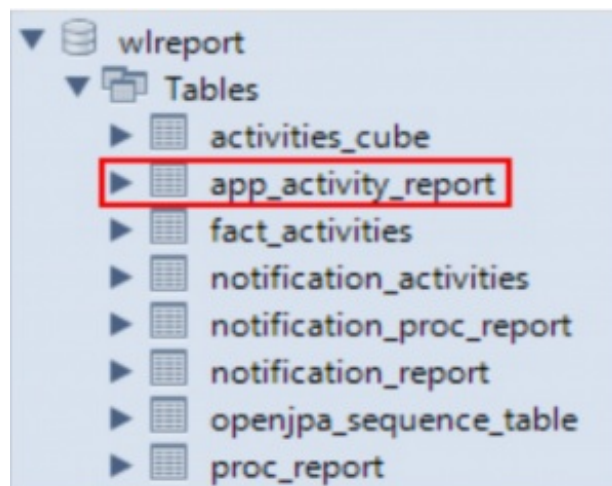 wlreport
Tables
activities_cube
app_activity_report
fact_activities
notification_activities
notification_proc_report
notification_report
openjpa_sequence_table
proc_report